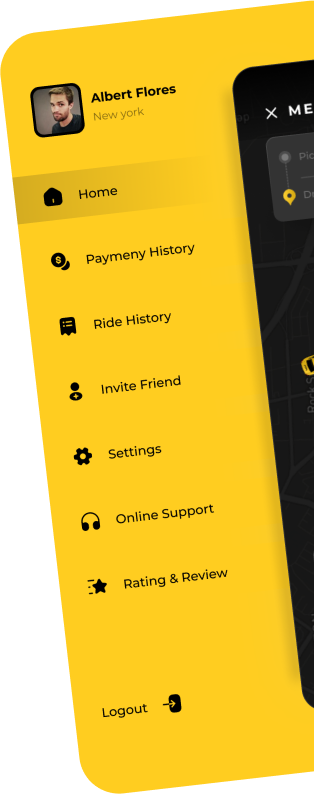 Albert Flores
New york
Home
Paymeny History
Ride History
Invite Friend
Settings
Online Support
Rating & Review
Logout
ME
Pic